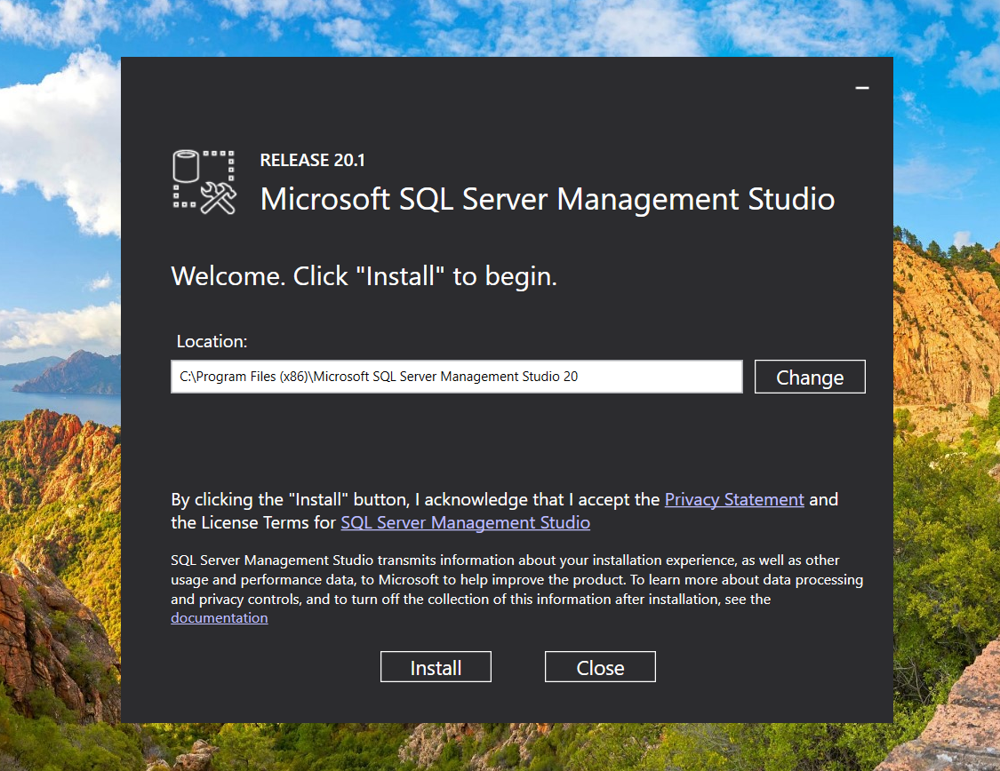 RELEASE 20.1
Microsoft SQL Server Management Studio
Welcome. Click "Install" to begin.
Location:
C:\Program Files (x86)\Microsoft SQL Server Management Studio 20
Change
By clicking the "Install" button, I acknowledge that I accept the Privacy Statement and
the License Terms for SQL Server Management Studio
SQL Server Management Studio transmits information about your installation experience, as well as other
usage and performance data, to Microsoft to help improve the product. To learn more about data processing
and privacy controls, and to turn off the collection of this information after installation, see the
documentation
Install
Close